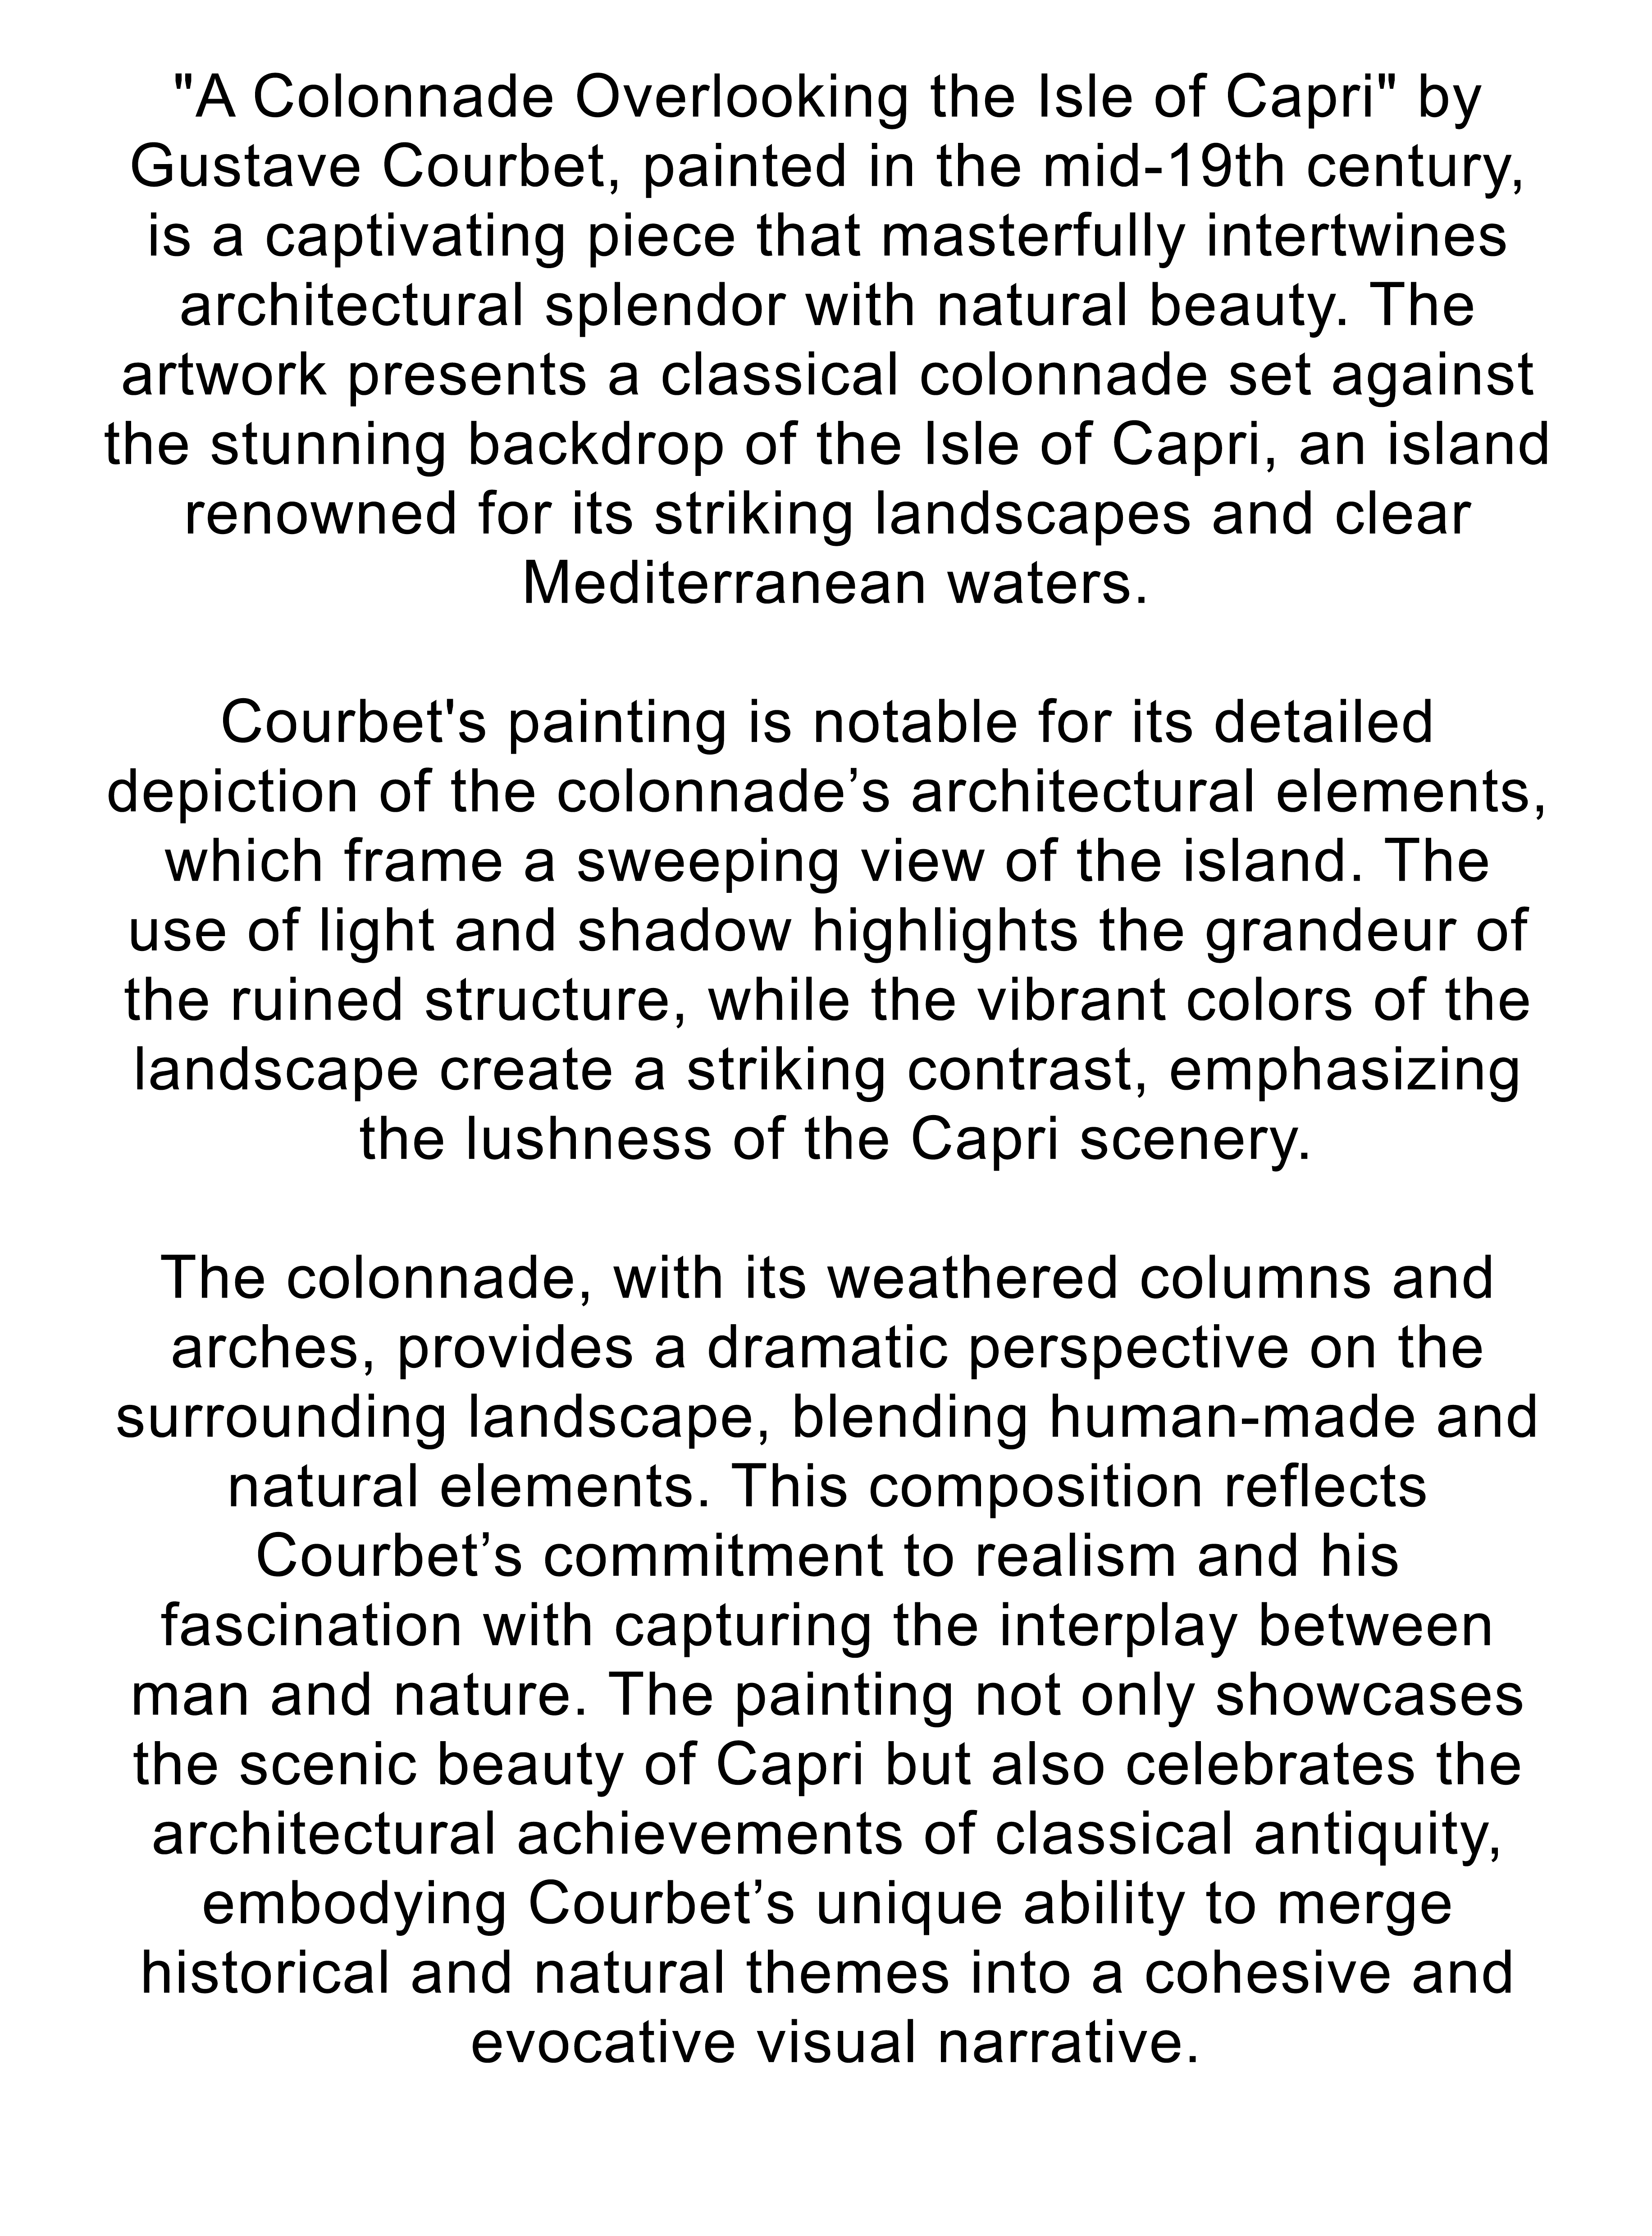 "A Colonnade Overlooking the Isle of Capri" by
Gustave Courbet, painted in the mid-19th century,
is a captivating piece that masterfully intertwines
architectural splendor with natural beauty. The
artwork presents a classical colonnade set against
the stunning backdrop of the Isle of Capri, an island
renowned for its striking landscapes and clear
Mediterranean waters.
Courbet's painting is notable for its detailed
depiction of the colonnade’s architectural elements,
which frame a sweeping view of the island. The
use of light and shadow highlights the grandeur of
the ruined structure, while the vibrant colors of the
landscape create a striking contrast, emphasizing
the lushness of the Capri scenery.
The colonnade, with its weathered columns and
arches, provides a dramatic perspective on the
surrounding landscape, blending human-made and
natural elements. This composition reflects
Courbet’s commitment to realism and his
fascination with capturing the interplay between
man and nature. The painting not only showcases
the scenic beauty of Capri but also celebrates the
architectural achievements of classical antiquity,
embodying Courbet’s unique ability to merge
historical and natural themes into a cohesive and
evocative visual narrative.